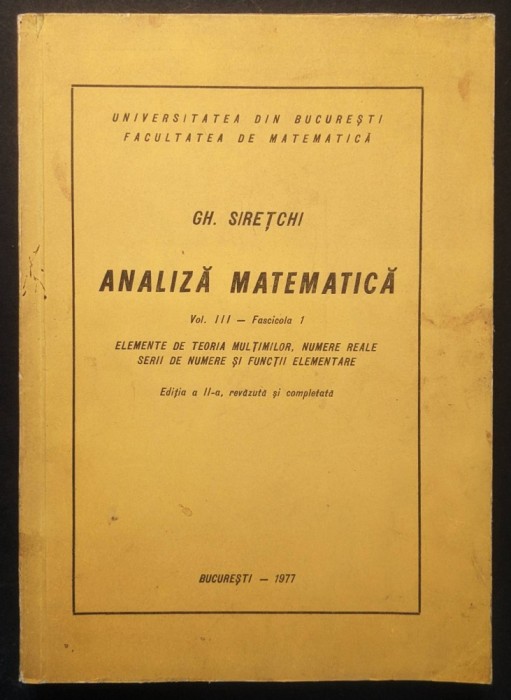 UNIVERSITATEA DIN BUCUREȘTI
FACULTATEA DE MATEMATICĂ
GH. SIREȚCHI
ANALIZĂ MATEMATICĂ
Vol. III — Fascicola 1
ELEMENTE DE TEORIA MULȚIMILOR, NUMERE REALE
SERII DE NUMERE ȘI FUNCȚII ELEMENTARE
Ediția a II-a, revăzută și completată
BUCUREȘTI — 1977